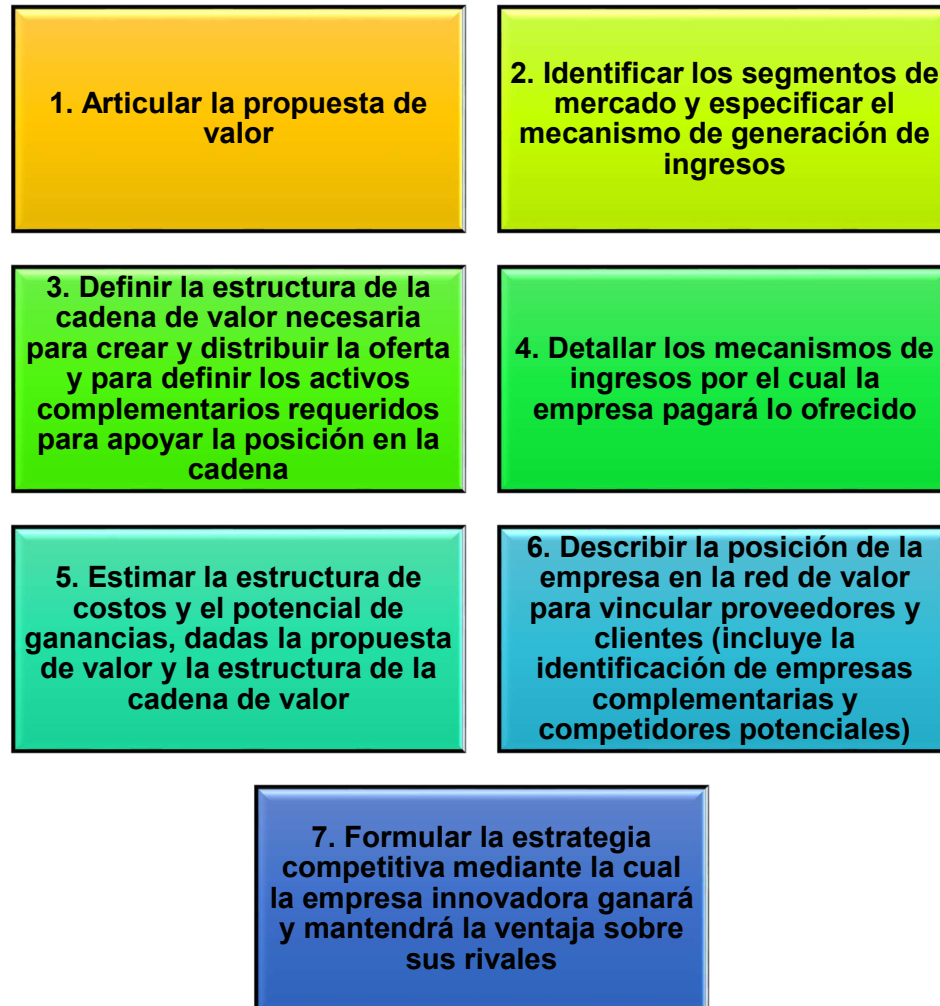 1. Articular la propuesta de
valor
2. Identificar los segmentos de
mercado y especificar el
mecanismo de generación de
ingresos
3. Definir la estructura de la
cadena de valor necesaria
para crear y distribuir la oferta
y para definir los activos
complementarios requeridos
para apoyar la posición en la
cadena
4. Detallar los mecanismos de
ingresos por el cual la
empresa pagará lo ofrecido
5. Estimar la estructura de
costos y el potencial de
ganancias, dadas la propuesta
de valor y la estructura de la
cadena de valor
6. Describir la posición de la
empresa en la red de valor
para vincular proveedores y
clientes (incluye la
identificación de empresas
complementarias y
competidores potenciales)
7. Formular la estrategia
competitiva mediante la cual
la empresa innovadora ganará
y mantendrá la ventaja sobre
sus rivales